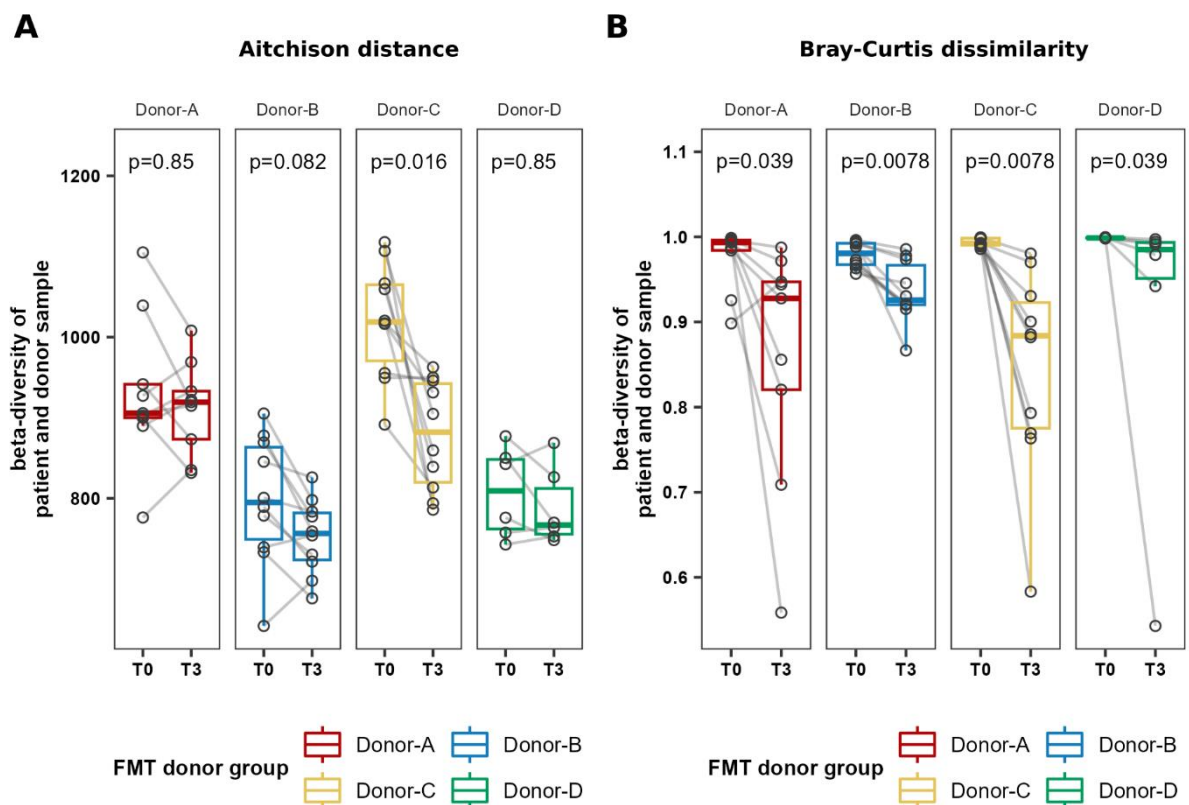 A
Aitchison distance
Donor-A
Donor-B
Donor-C
Donor-D
p=0.85
p=0.082
p=0.016
p=0.85
1200
1000
800
beta-diversity of
patient and donor sample
T0 T3
T0 T3
T0 T3
T0 T3
FMT donor group
Donor-A
Donor-B
Donor-C
Donor-D
B
Bray-Curtis dissimilarity
Donor-A
Donor-B
Donor-C
Donor-D
p=0.039
p=0.0078
p=0.0078
p=0.039
1.1
1.0
0.9
0.8
0.7
0.6
beta-diversity of
patient and donor sample
T0 T3
T0 T3
T0 T3
T0 T3
FMT donor group
Donor-A
Donor-B
Donor-C
Donor-D